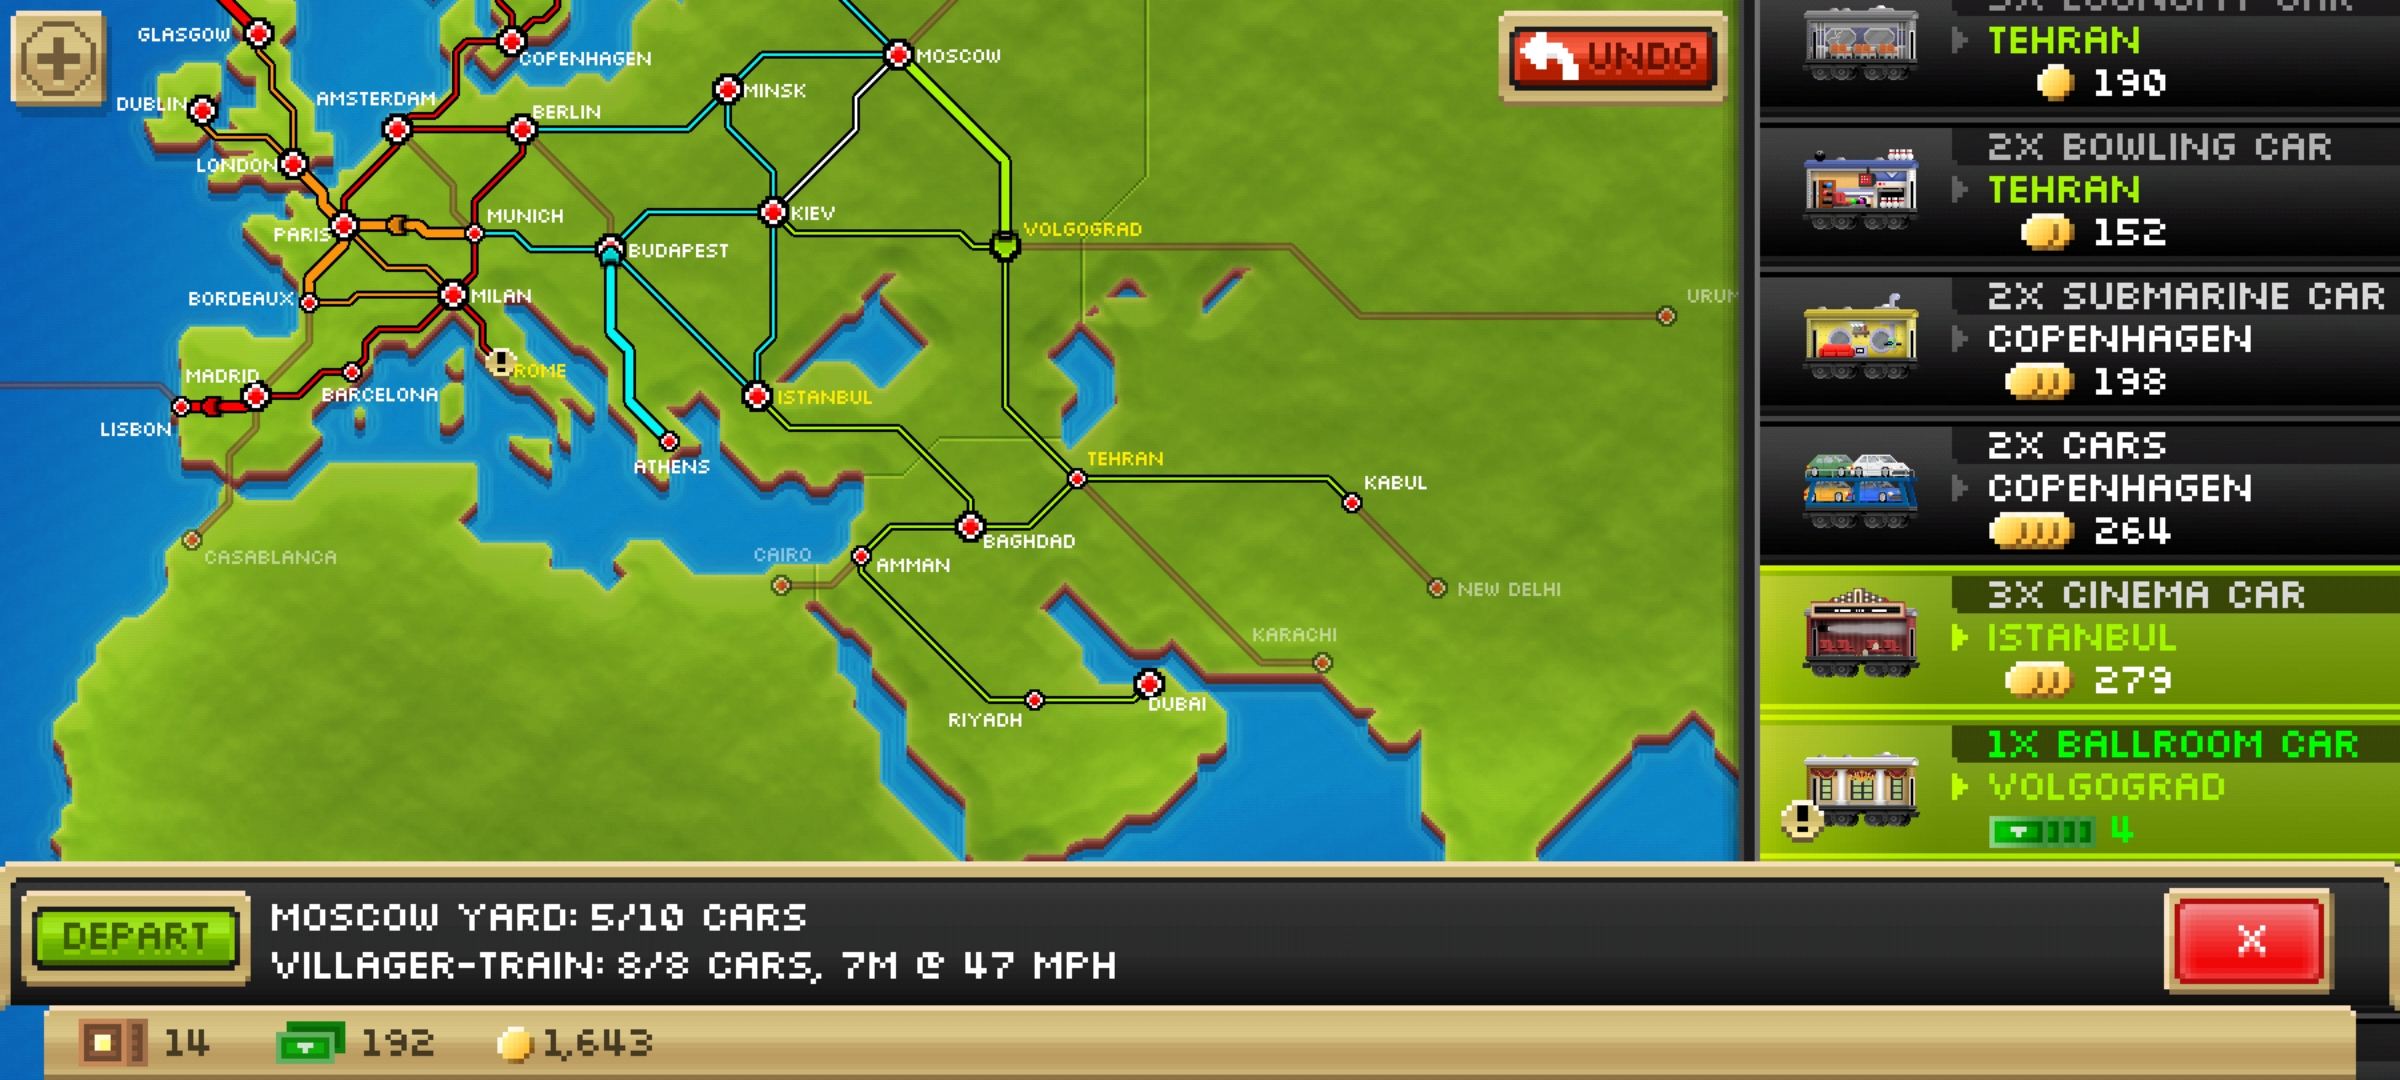 GLASGOW
COPENHAGEN
MOSCOW
UNDO
DUBLIN
AMSTERDAM
MINSK
BERLIN
LONDON
MUNICH
KIEV
PARIS
BUDAPEST
VOLGOGRAD
BORDEAUX
MILAN
MADRID
ROME
BARCELONA
ISTANBUL
LISBON
ATHENS
TEHRAN
KABUL
CASABLANCA
CAIRO
BAGHDAD
AMMAN
NEW DELHI
KARACHI
RIYADH
DUBAI
3X ECONOMY CAR
TEHRAN
190
2X BOWLING CAR
TEHRAN
152
2X SUBMARINE CAR
COPENHAGEN
198
2X CARS
COPENHAGEN
264
3X CINEMA CAR
ISTANBUL
279
1X BALLROOM CAR
VOLGOGRAD
4
DEPART
MOSCOW YARD: 5/10 CARS
VILLAGER-TRAIN: 8/8 CARS, 7M @ 47 MPH
X
14
192
1,643